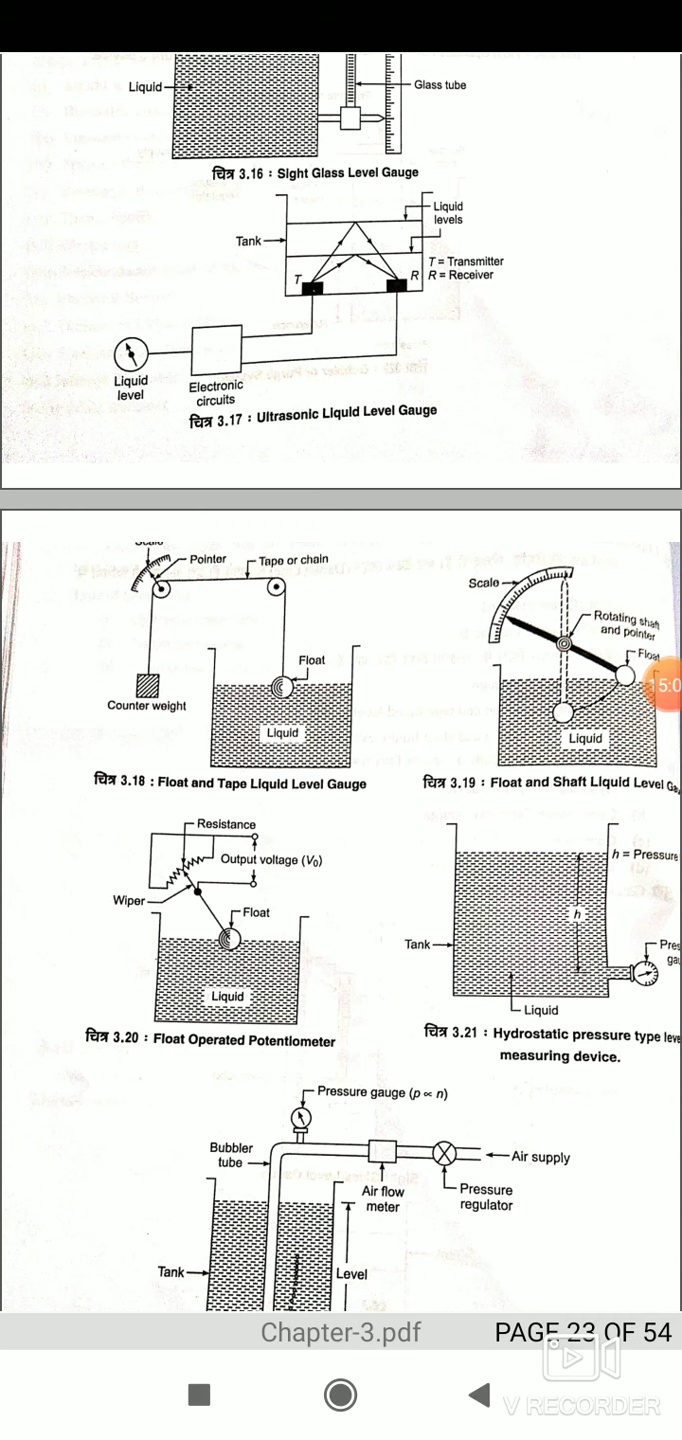 Liquid
Glass tube
चित्र 3.16 : Sight Glass Level Gauge
Liquid
levels
Tank
T = Transmitter
R = Receiver
T
R
Liquid
level
Electronic
circuits
चित्र 3.17 : Ultrasonic Liquid Level Gauge
Scale
Pointer
Tape or chain
Float
Counter weight
Liquid
चित्र 3.18 : Float and Tape Liquid Level Gauge
Scale
Rotating shaft
and pointer
Float
15:0
Liquid
चित्र 3.19 : Float and Shaft Liquid Level Ga
Resistance
Output voltage (V₀)
Wiper
Float
Liquid
चित्र 3.20 : Float Operated Potentiometer
h = Pressure
h
Tank
Pres
gau
Liquid
चित्र 3.21 : Hydrostatic pressure type leve
measuring device.
Pressure gauge (p ∝ n)
Bubbler
tube
Air supply
Air flow
meter
Pressure
regulator
Tank
Level
Chapter-3.pdf
PAGE 23 OF 54
V RECORDER